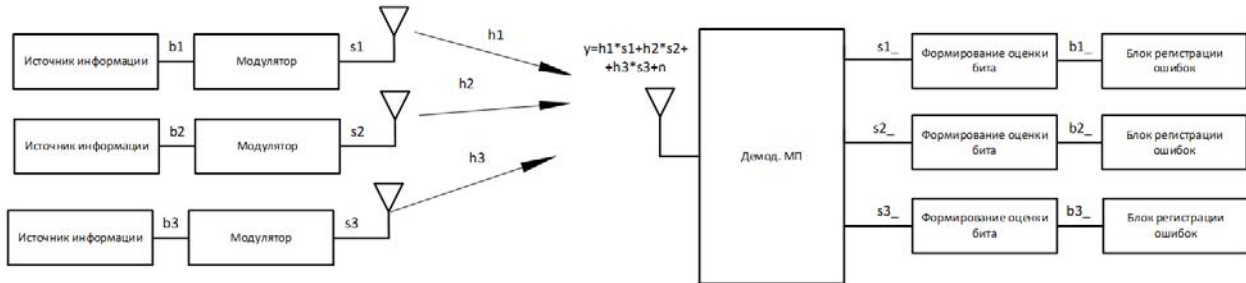 b1
s1
h1
Источник информации
Модулятор
b2
s2
h2
Источник информации
Модулятор
b3
s3
h3
Источник информации
Модулятор
y=h1*s1+h2*s2+
+h3*s3+n
Демод. МП
s1_
Формирование оценки
бита
b1_
Блок регистрации
ошибок
s2_
Формирование оценки
бита
b2_
Блок регистрации
ошибок
s3_
Формирование оценки
бита
b3_
Блок регистрации
ошибок